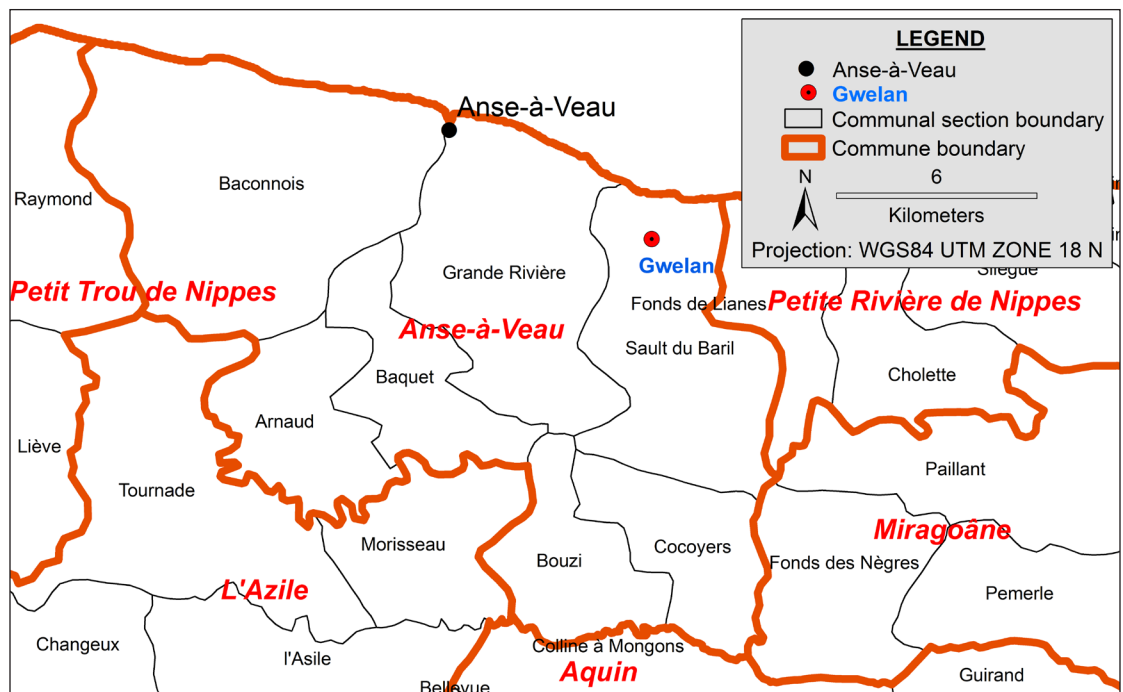 LEGEND
Anse-à-Veau
Gwelan
Communal section boundary
Commune boundary
N
6
Kilometers
Projection: WGS84 UTM ZONE 18 N
Anse-à-Veau
Baconnois
Raymond
Gwelan
Grande Rivière
Petit Trou de Nippes
Fonds de Lianes
Petite Rivière de Nippes
Anse-à-Veau
Sault du Baril
Baquet
Cholette
Arnaud
Liève
Paillant
Tournade
Miragoâne
Morisseau
Cocoyers
Bouzi
Fonds des Nègres
L'Azile
Pemerle
Changeux
Colline à Mongons
l'Asile
Aquin
Guirand